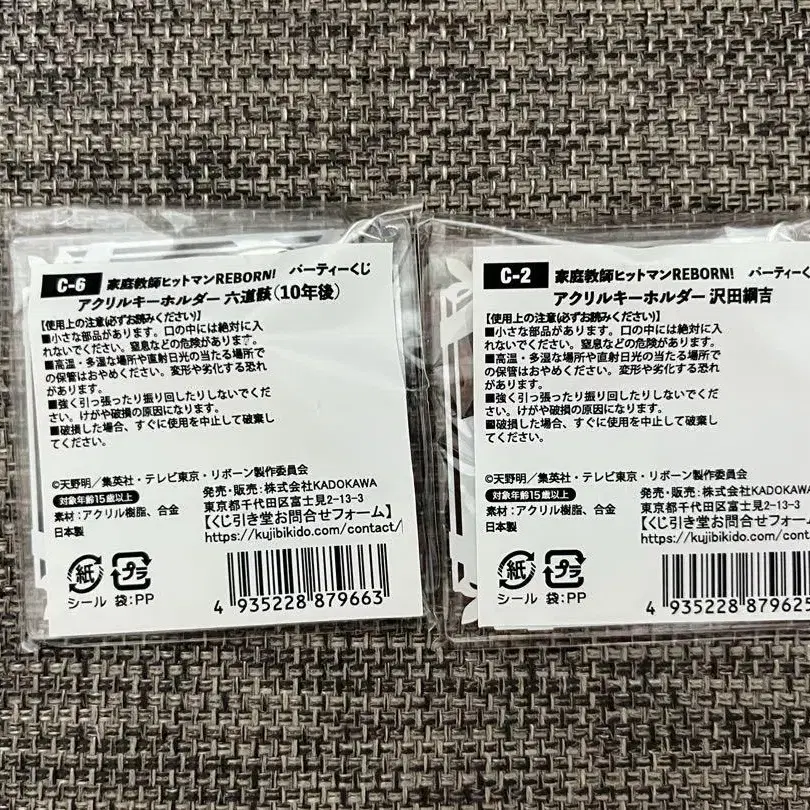 C-6 家庭教師ヒットマンREBORN! パーティーくじ
アクリルキーホルダー 六道骸(10年後)
【使用上の注意(必ずお読みください)】
■小さな部品があります。口の中には絶対に入
れないでください。窒息などの危険があります。
■高温・多湿な場所や直射日光の当たる場所で
の保管はおやめください。変形や劣化する恐れ
があります。
■強く引っ張ったり振り回したりしないでくだ
さい。けがや破損の原因になります。
■破損した場合、すぐに使用を中止して破棄し
てください。
©天野明/集英社・テレビ東京・リボーン製作委員会
対象年齢15歳以上
素材:アクリル樹脂、合金
日本製
発売・販売:株式会社KADOKAWA
東京都千代田区富士見2-13-3
【くじ引き堂お問合せフォーム】
https://kujibikido.com/contact/
紙 プラ
シール 袋:PP
4 935228 879663
C-2 家庭教師ヒットマンREBORN! パーティーく
アクリルキーホルダー 沢田綱吉
【使用上の注意(必ずお読みください)】
■小さな部品があります。口の中には絶対に入
れないでください。窒息などの危険があります。
■高温・多湿な場所や直射日光の当たる場所で
の保管はおやめください。変形や劣化する恐れ
があります。
■強く引っ張ったり振り回したりしないでくだ
さい。けがや破損の原因になります。
■破損した場合、すぐに使用を中止して破棄し
てください。
©天野明/集英社・テレビ東京・リボーン製作委員会
対象年齢15歳以上
素材:アクリル樹脂、合金
日本製
発売・販売:株式会社KADOKAWA
東京都千代田区富士見2-13-3
【くじ引き堂お問合せフォーム
https://kujibikido.com/conta
紙 プラ
シール 袋:PP
4 935228 879625